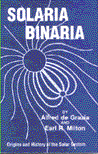 SOLARIA
BINARIA
BY
Alfred de Grazia
AND
Earl R. Milton
Origins and History of the Solar System